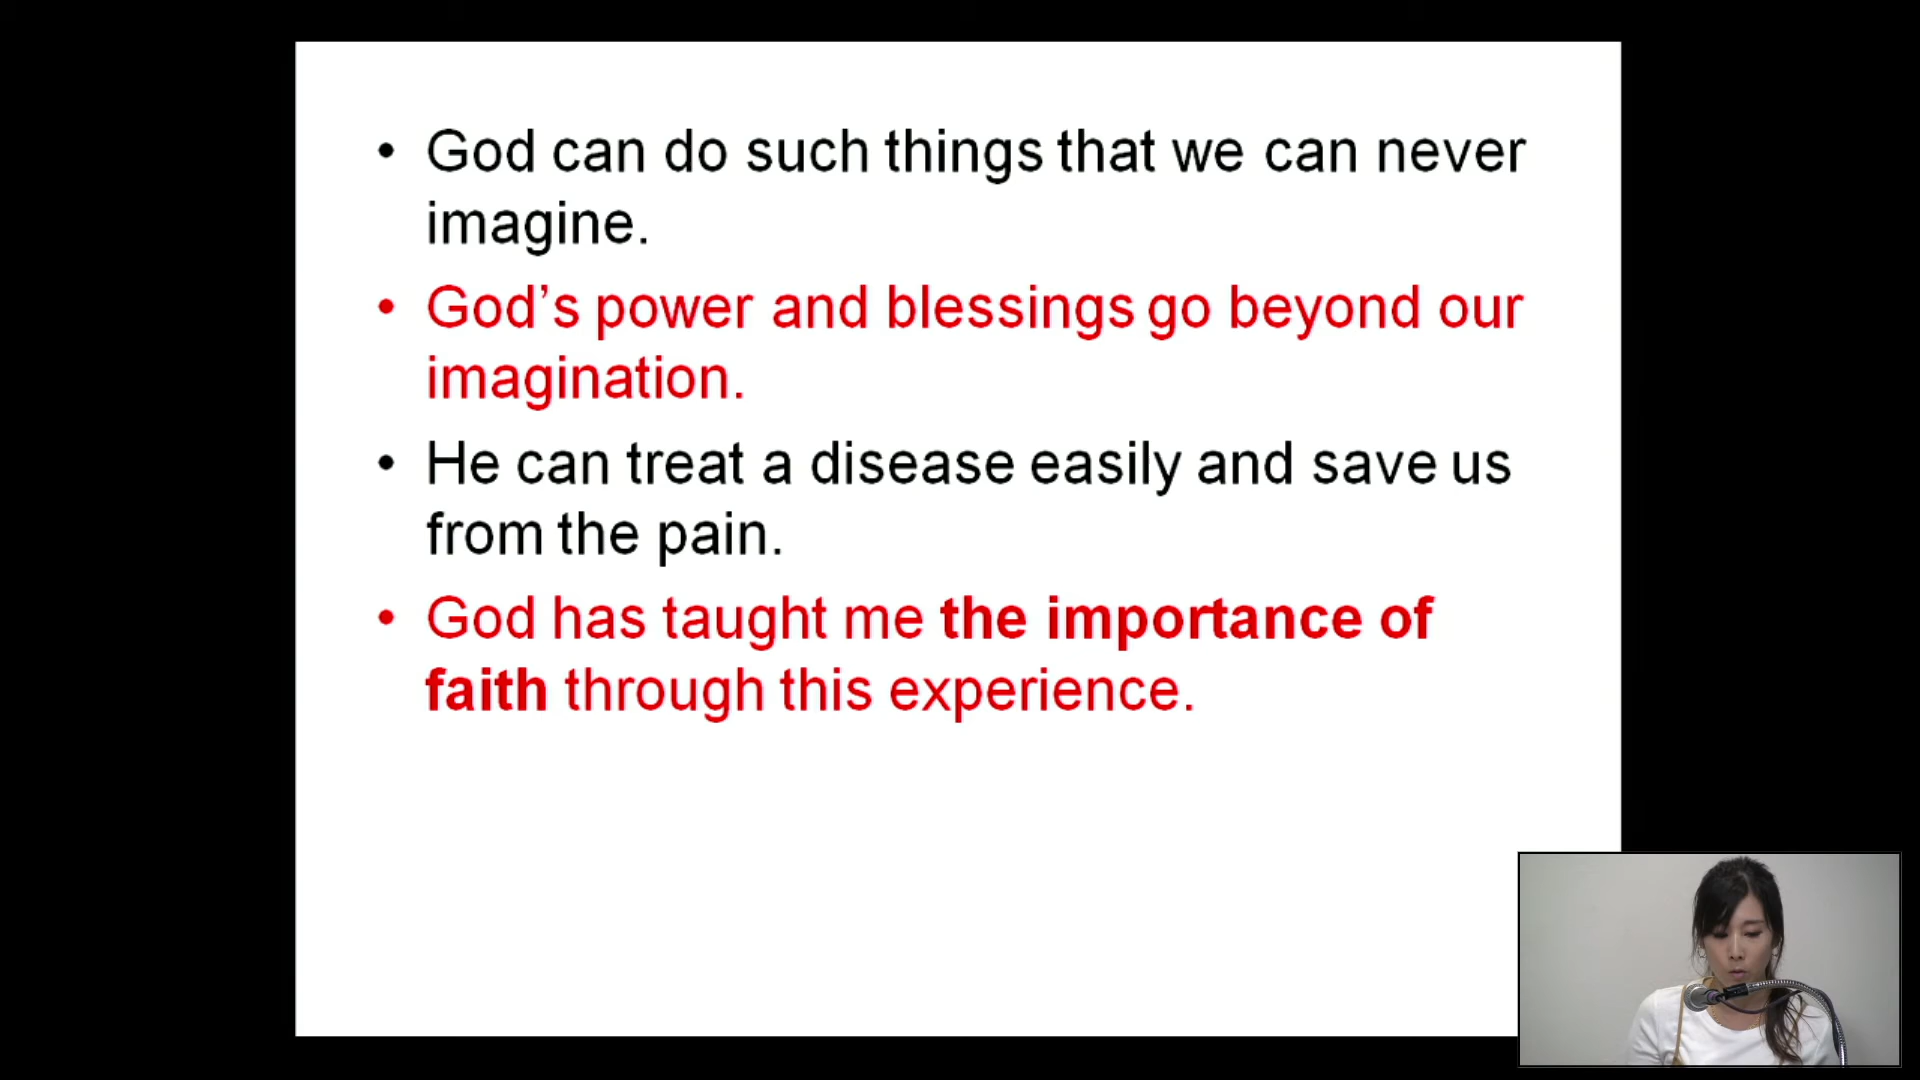 • God can do such things that we can never
imagine.
• God’s power and blessings go beyond our
imagination.
• He can treat a disease easily and save us
from the pain.
• God has taught me the importance of
faith through this experience.